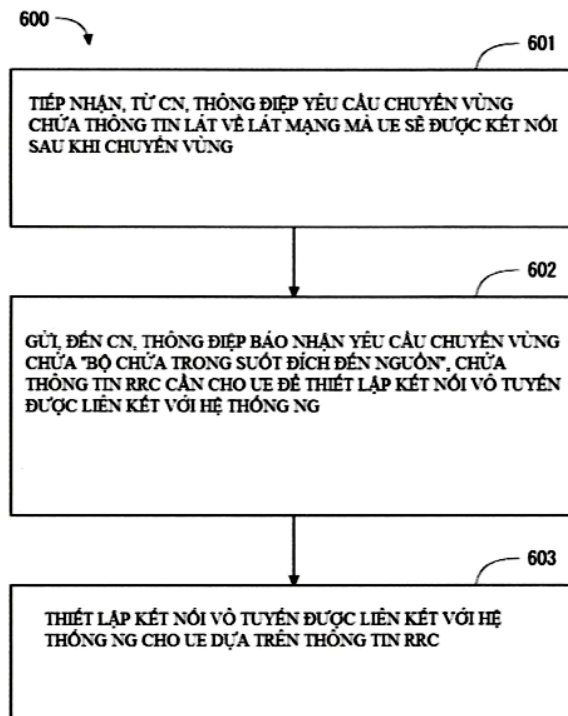 600
601
TIẾP NHẬN, TỪ CN, THÔNG ĐIỆP YÊU CẦU CHUYỂN VÙNG
CHỨA THÔNG TIN LÁT VỀ LÁT MẠNG MÀ UE SẼ ĐƯỢC KẾT NỐI
SAU KHI CHUYỂN VÙNG
602
GỬI, ĐẾN CN, THÔNG ĐIỆP BÁO NHẬN YÊU CẦU CHUYỂN VÙNG
CHỨA "BỘ CHỨA TRONG SUỐT ĐÍCH ĐẾN NGUỒN", CHỨA
THÔNG TIN RRC CẦN CHO UE ĐỂ THIẾT LẬP KẾT NỐI VÔ TUYẾN
ĐƯỢC LIÊN KẾT VỚI HỆ THỐNG NG
603
THIẾT LẬP KẾT NỐI VÔ TUYẾN ĐƯỢC LIÊN KẾT VỚI HỆ
THỐNG NG CHO UE DỰA TRÊN THÔNG TIN RRC